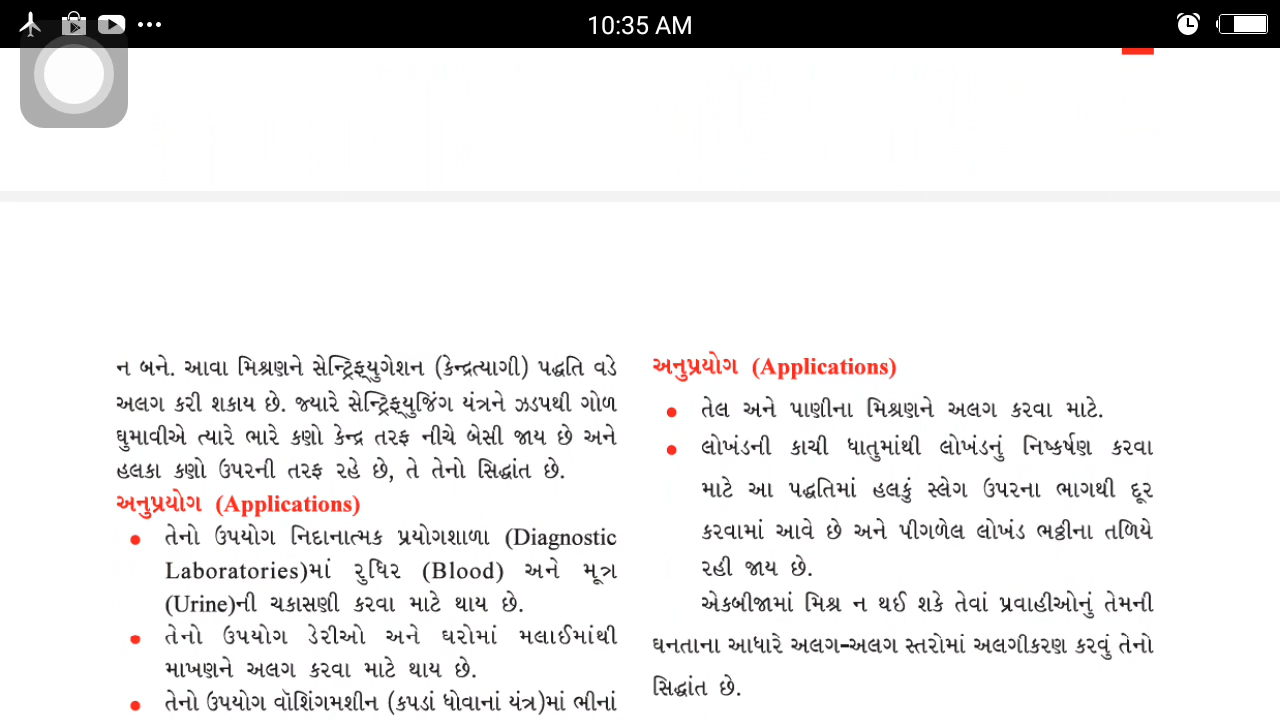 10:35 AM
ન બને. આવા મિશ્રણને સેન્ટ્રિફ્યુગેશન (કેન્દ્રત્યાગી) પદ્ધતિ વડે
અલગ કરી શકાય છે. જ્યારે સેન્ટ્રિફ્યુજિંગ યંત્રને ઝડપથી ગોળ
ઘુમાવીએ ત્યારે ભારે કણો કેન્દ્ર તરફ નીચે બેસી જાય છે અને
હલકા કણો ઉપરની તરફ રહે છે, તે તેનો સિદ્ધાંત છે.
અનુપ્રયોગ (Applications)
• તેનો ઉપયોગ નિદાનાત્મક પ્રયોગશાળા (Diagnostic
Laboratories)માં રુધિર (Blood) અને મૂત્ર
(Urine)ની ચકાસણી કરવા માટે થાય છે.
• તેનો ઉપયોગ ડેરીઓ અને ઘરોમાં મલાઈમાંથી
માખણને અલગ કરવા માટે થાય છે.
• તેનો ઉપયોગ વૉશિંગમશીન (કપડાં ધોવાનાં યંત્ર)માં ભીનાં
અનુપ્રયોગ (Applications)
• તેલ અને પાણીના મિશ્રણને અલગ કરવા માટે.
• લોખંડની કાચી ધાતુમાંથી લોખંડનું નિષ્કર્ષણ કરવા
માટે આ પદ્ધતિમાં હલકું સ્લેગ ઉપરના ભાગથી દૂર
કરવામાં આવે છે અને પીગળેલ લોખંડ ભઠ્ઠીના તળિયે
રહી જાય છે.
એકબીજામાં મિશ્ર ન થઈ શકે તેવાં પ્રવાહીઓનું તેમની
ઘનતાના આધારે અલગ-અલગ સ્તરોમાં અલગીકરણ કરવું તેનો
સિદ્ધાંત છે.